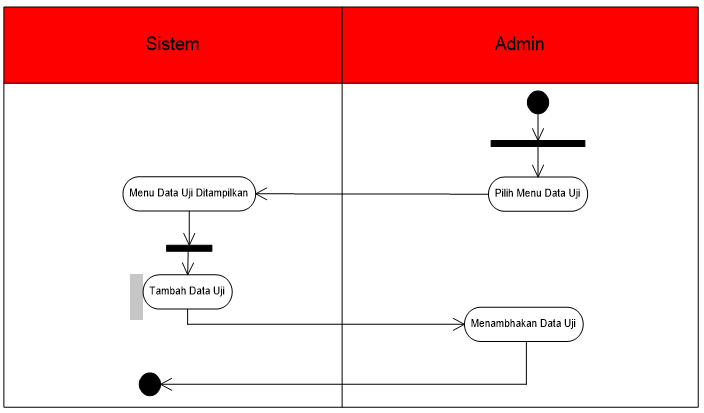 Sistem
Admin
Pilih Menu Data Uji
Menu Data Uji Ditampilkan
Tambah Data Uji
Menambhakan Data Uji